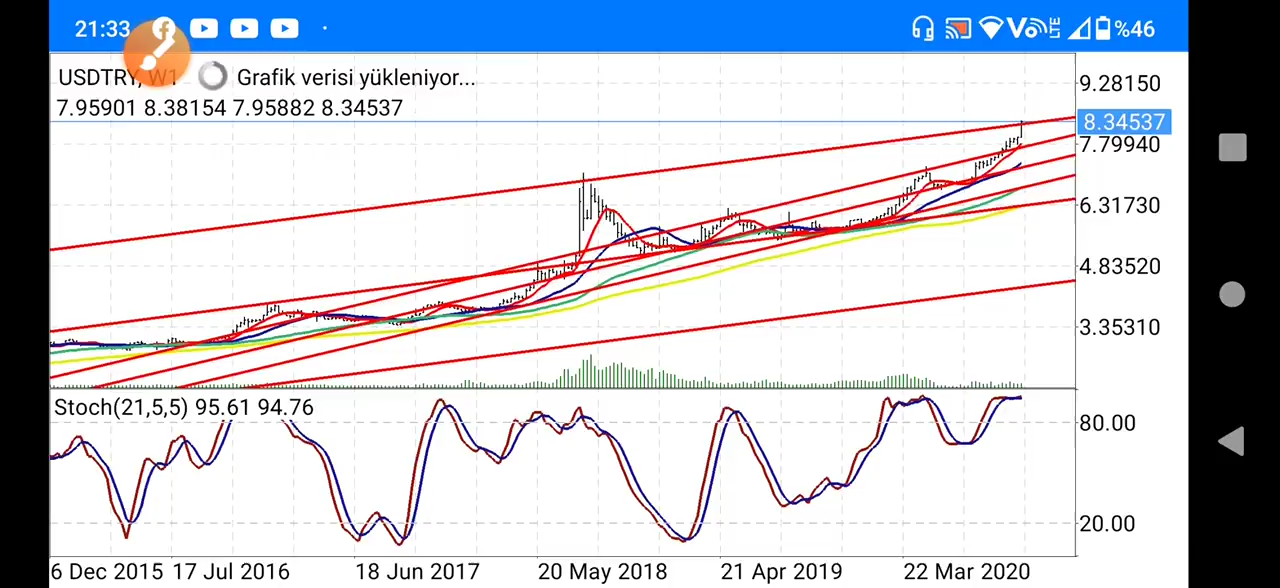 21:33 %46
USDTRY, W1 Grafik verisi yükleniyor...
7.95901 8.38154 7.95882 8.34537
9.28150
8.34537
7.79940
6.31730
4.83520
3.35310
Stoch(21,5,5) 95.61 94.76
80.00
20.00
6 Dec 2015 17 Jul 2016 18 Jun 2017 20 May 2018 21 Apr 2019 22 Mar 2020